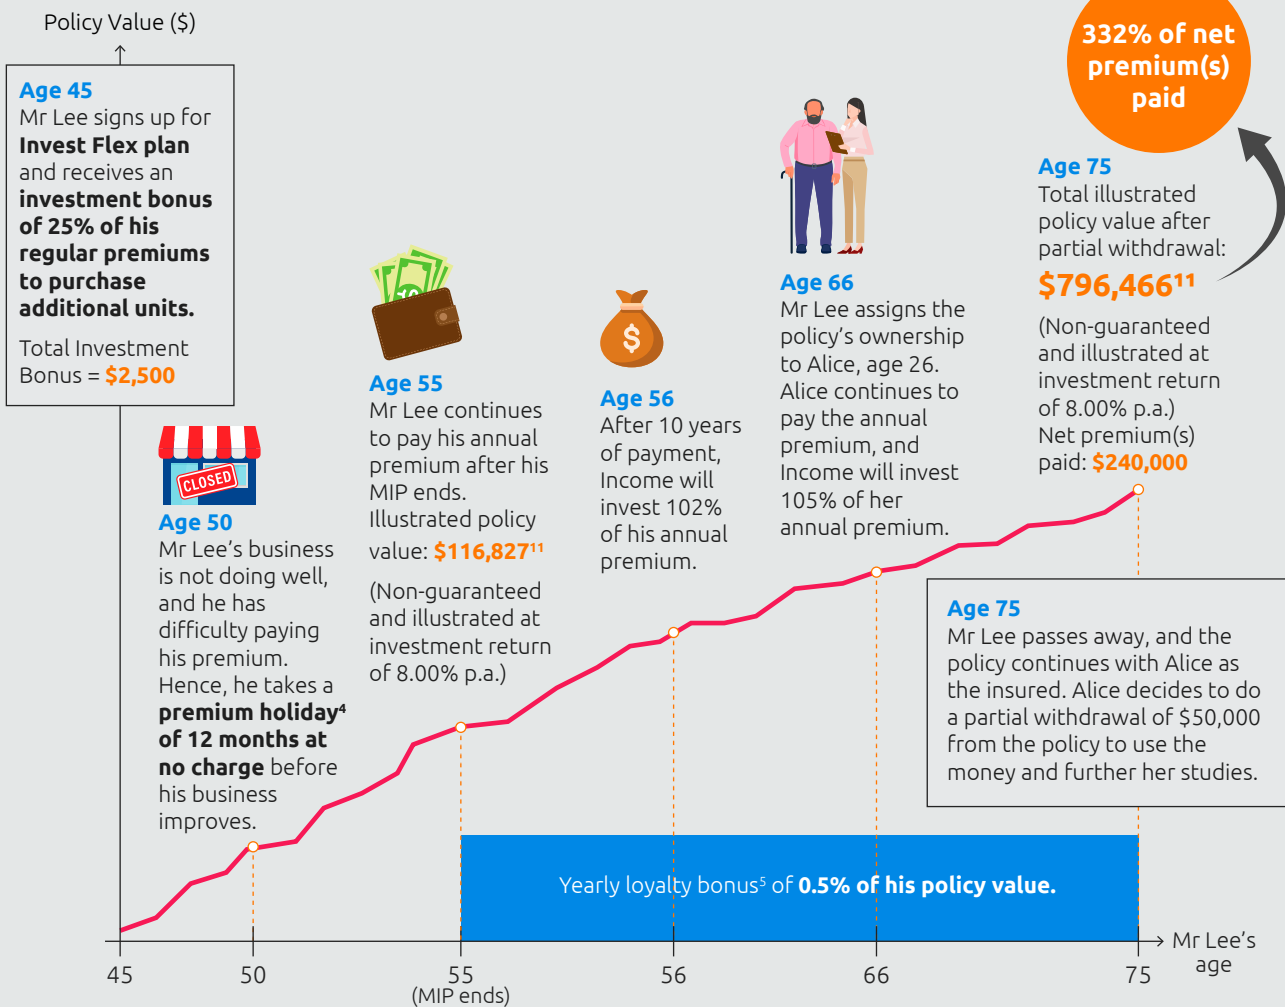 Policy Value ($)
Age 45
Mr Lee signs up for
Invest Flex plan
and receives an
investment bonus
of 25% of his
regular premiums
to purchase
additional units.
Total Investment
Bonus = $2,500
CLOSED
Age 50
Mr Lee's business
is not doing well,
and he has
difficulty paying
his premium.
Hence, he takes a
premium holiday⁴
of 12 months at
no charge before
his business
improves.
Age 55
Mr Lee continues
to pay his annual
premium after his
MIP ends.
Illustrated policy
value: $116,827¹¹
(Non-guaranteed
and illustrated at
investment return
of 8.00% p.a.)
$
Age 56
After 10 years
of payment,
Income will
invest 102%
of his annual
premium.
Age 66
Mr Lee assigns the
policy's ownership
to Alice, age 26.
Alice continues to
pay the annual
premium, and
Income will invest
105% of her
annual premium.
332% of net
premium(s)
paid
Age 75
Total illustrated
policy value after
partial withdrawal:
$796,466¹¹
(Non-guaranteed
and illustrated at
investment return
of 8.00% p.a.)
Net premium(s)
paid: $240,000
Age 75
Mr Lee passes away, and the
policy continues with Alice as
the insured. Alice decides to do
a partial withdrawal of $50,000
from the policy to use the
money and further her studies.
Yearly loyalty bonus⁵ of 0.5% of his policy value.
45
50
55
(MIP ends)
56
66
75
Mr Lee's
age